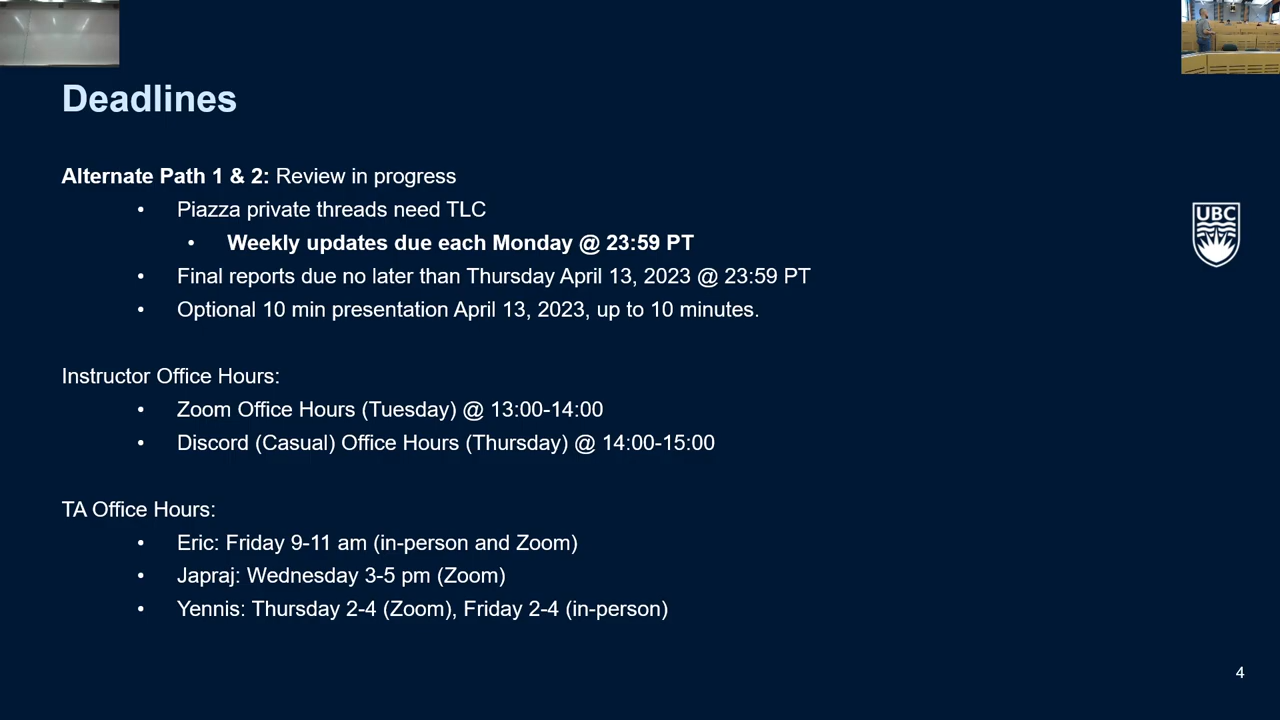 Deadlines
Alternate Path 1 & 2: Review in progress
• Piazza private threads need TLC
• Weekly updates due each Monday @ 23:59 PT
• Final reports due no later than Thursday April 13, 2023 @ 23:59 PT
• Optional 10 min presentation April 13, 2023, up to 10 minutes.
UBC
Instructor Office Hours:
• Zoom Office Hours (Tuesday) @ 13:00-14:00
• Discord (Casual) Office Hours (Thursday) @ 14:00-15:00
TA Office Hours:
• Eric: Friday 9-11 am (in-person and Zoom)
• Japraj: Wednesday 3-5 pm (Zoom)
• Yennis: Thursday 2-4 (Zoom), Friday 2-4 (in-person)
4